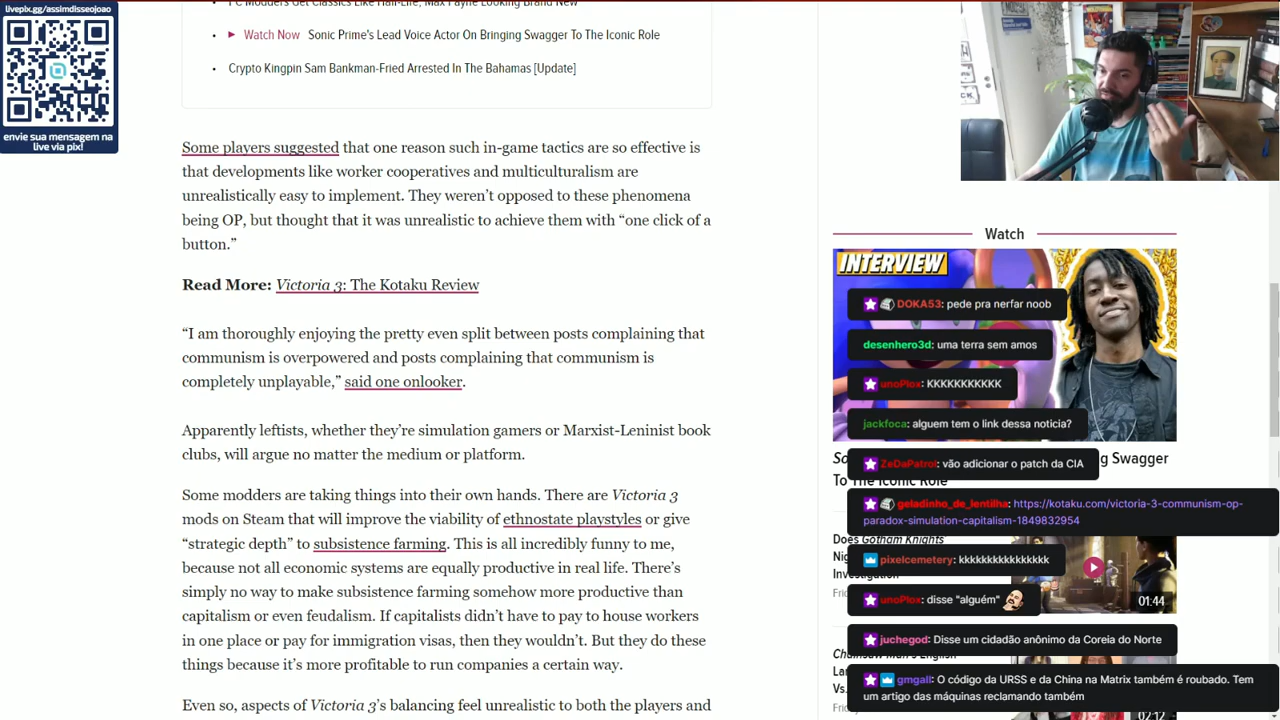 livepix.gg/assimdisseojoao
envie sua mensagem na
live via pix!
PC Modders Get Classics Like Half-Life, Max Payne Looking Brand New
Watch Now Sonic Prime's Lead Voice Actor On Bringing Swagger To The Iconic Role
Crypto Kingpin Sam Bankman-Fried Arrested In The Bahamas [Update]
Some players suggested that one reason such in-game tactics are so effective is
that developments like worker cooperatives and multiculturalism are
unrealistically easy to implement. They weren’t opposed to these phenomena
being OP, but thought that it was unrealistic to achieve them with “one click of a
button.”
Read More: Victoria 3: The Kotaku Review
“I am thoroughly enjoying the pretty even split between posts complaining that
communism is overpowered and posts complaining that communism is
completely unplayable,” said one onlooker.
Apparently leftists, whether they’re simulation gamers or Marxist-Leninist book
clubs, will argue no matter the medium or platform.
Some modders are taking things into their own hands. There are Victoria 3
mods on Steam that will improve the viability of ethnostate playstyles or give
“strategic depth” to subsistence farming. This is all incredibly funny to me,
because not all economic systems are equally productive in real life. There’s
simply no way to make subsistence farming somehow more productive than
capitalism or even feudalism. If capitalists didn’t have to pay to house workers
in one place or pay for immigration visas, then they wouldn’t. But they do these
things because it’s more profitable to run companies a certain way.
Even so, aspects of Victoria 3’s balancing feel unrealistic to both the players and
Watch
INTERVIEW
DOKA53: pede pra nerfar noob
desenhero3d: uma terra sem amos
unoPlox: KKKKKKKKKKK
jackfoca: alguem tem o link dessa noticia?
ZeDaPatrol: vão adicionar o patch da CIA
g Swagger
To The Iconic Role
geladinho_de_lentilha: https://kotaku.com/victoria-3-communism-op-
paradox-simulation-capitalism-1849832954
Does Gotham Knights'
pixelcemetery: kkkkkkkkkkkkkkkk
Investigation
unoPlox: disse "alguém"
01:44
juchegod: Disse um cidadão anônimo da Coreia do Norte
gmgall: O código da URSS e da China na Matrix também é roubado. Tem
um artigo das máquinas reclamando também
Vs.
02:12